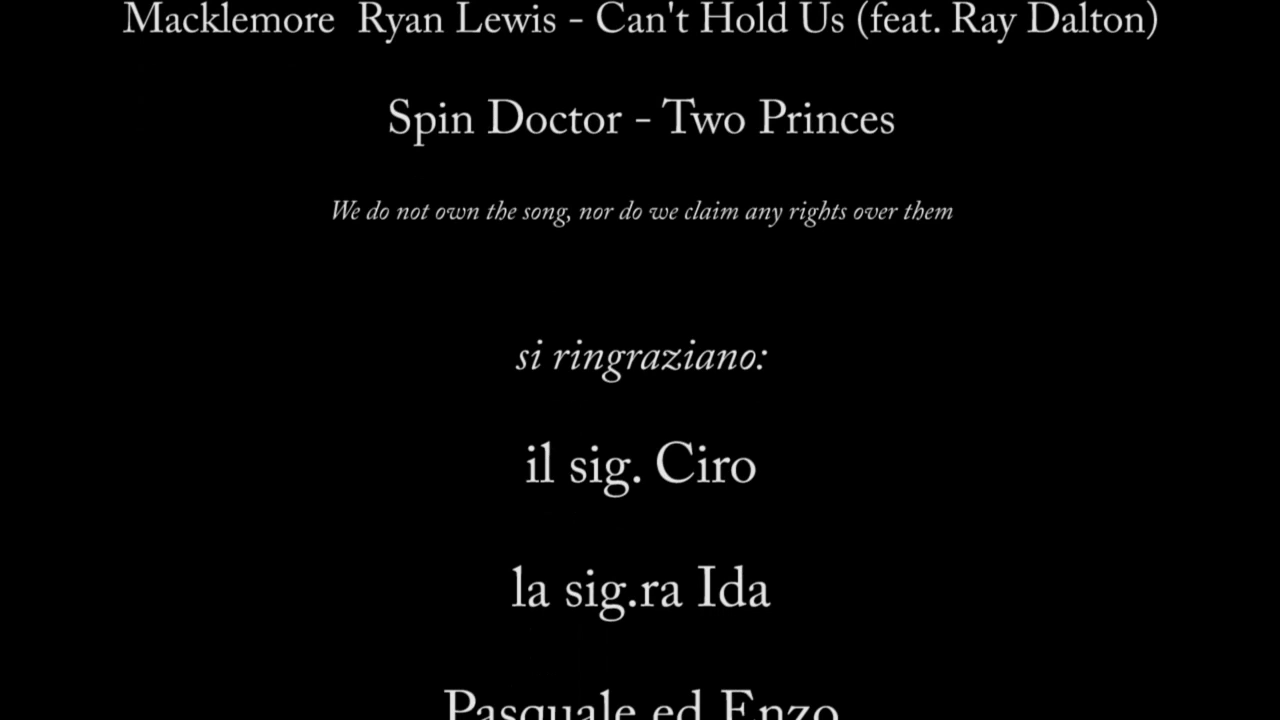 Macklemore  Ryan Lewis - Can't Hold Us (feat. Ray Dalton)
Spin Doctor - Two Princes
We do not own the song, nor do we claim any rights over them
si ringraziano:
il sig. Ciro
la sig.ra Ida
Pasquale ed Enzo